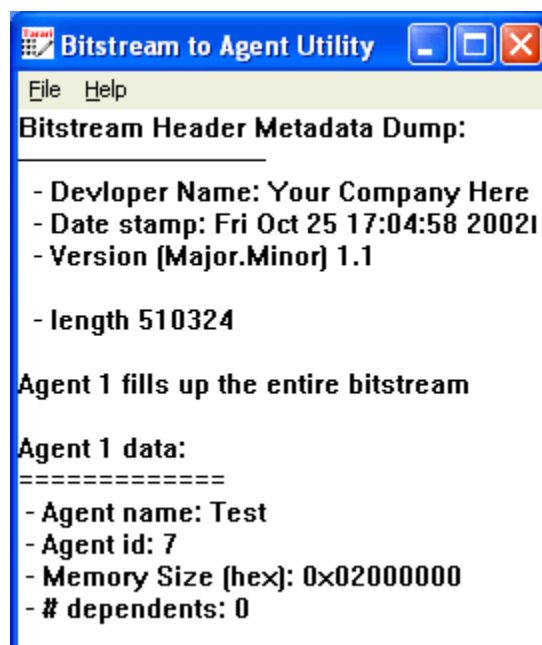 Tarari
Bitstream to Agent Utility
File Help
Bitstream Header Metadata Dump:
- Devloper Name: Your Company Here
- Date stamp: Fri Oct 25 17:04:58 2002
- Version (Major.Minor) 1.1
- length 510324
Agent 1 fills up the entire bitstream
Agent 1 data:
=============
- Agent name: Test
- Agent id: 7
- Memory Size (hex): 0x02000000
- # dependents: 0